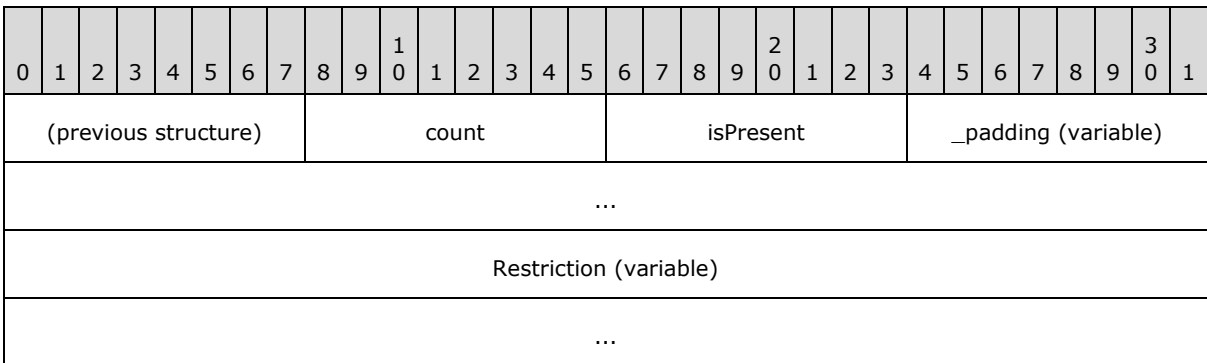 1 2 3
0 1 2 3 4 5 6 7 8 9 0 1 2 3 4 5 6 7 8 9 0 1 2 3 4 5 6 7 8 9 0 1
(previous structure) count isPresent _padding (variable)
...
Restriction (variable)
...